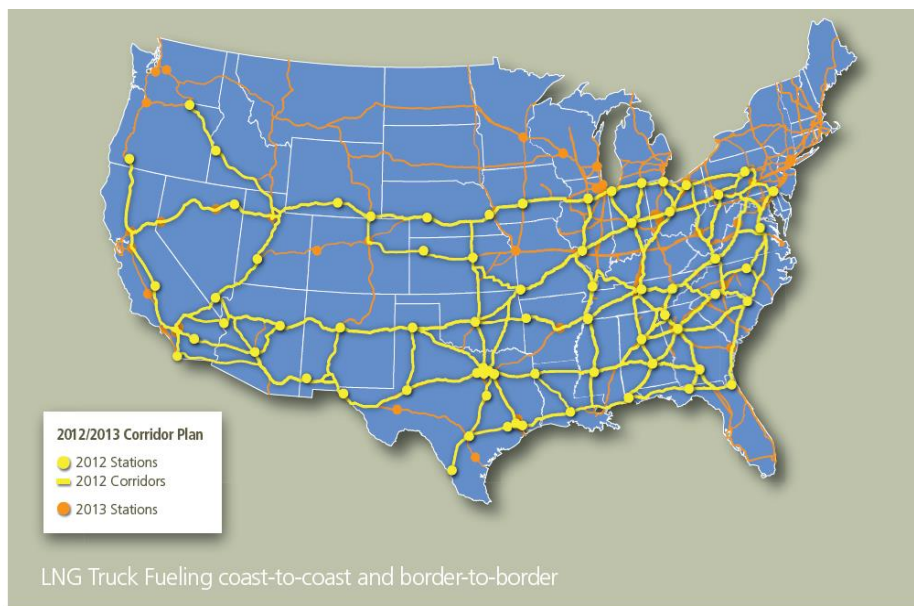 2012/2013 Corridor Plan
2012 Stations
2012 Corridors
2013 Stations
LNG Truck Fueling coast-to-coast and border-to-border